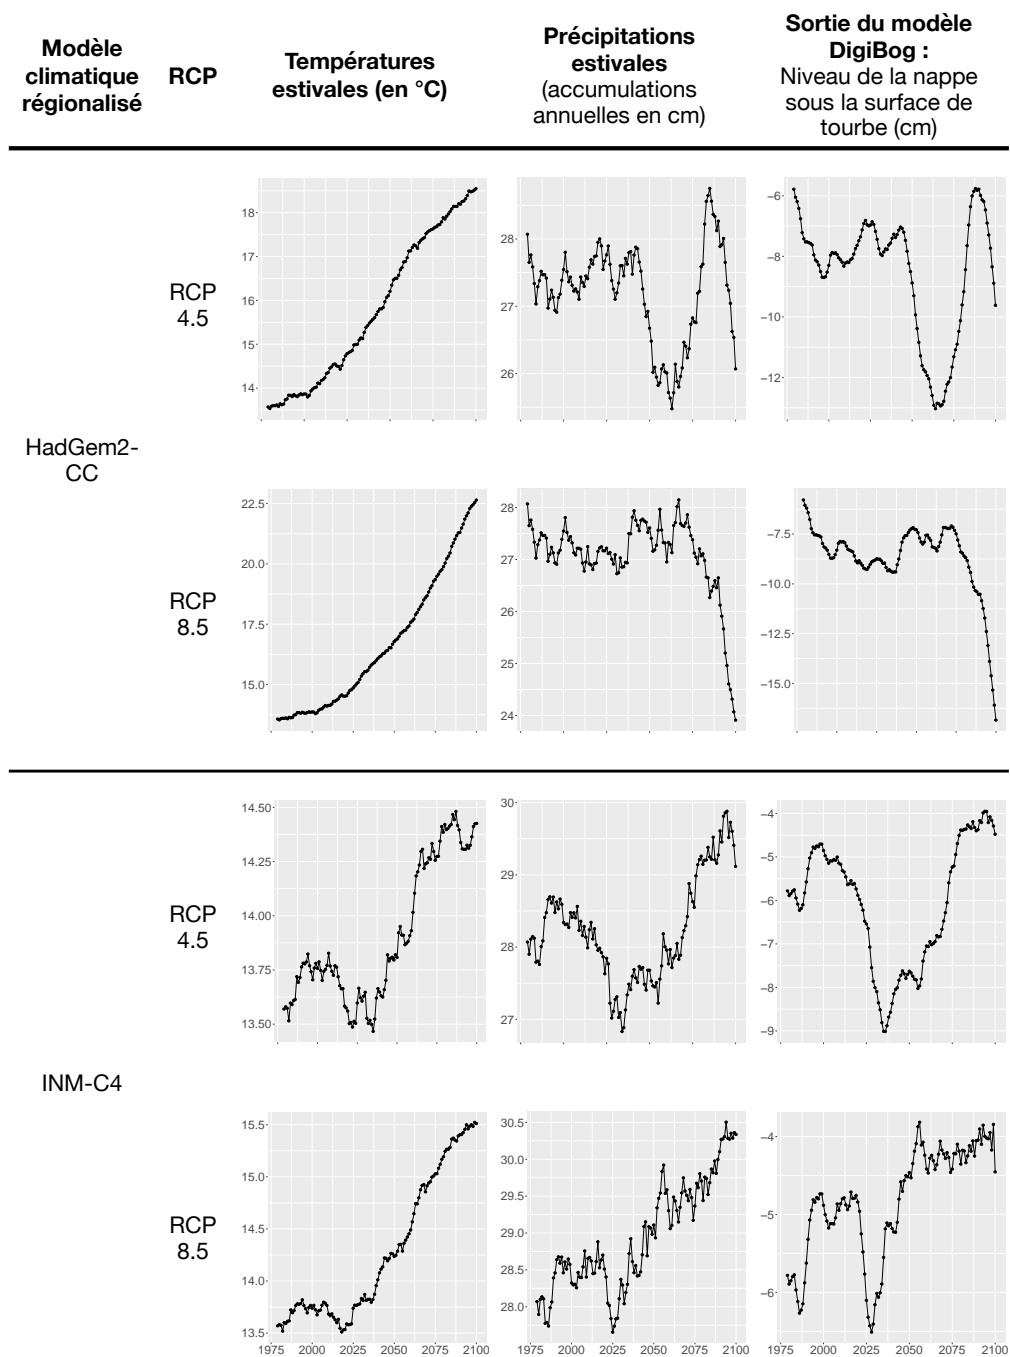 Modèle
climatique
régionalisé
RCP
Températures
estivales (en °C)
Précipitations
estivales
(accumulations
annuelles en cm)
Sortie du modèle
DigiBog :
Niveau de la nappe
sous la surface de
tourbe (cm)
HadGem2-
CC
RCP
4.5
18
17
16
15
14
28
27
26
−6
−8
−10
−12
RCP
8.5
22.5
20.0
17.5
15.0
28
27
26
25
24
−7.5
−10.0
−12.5
−15.0
INM-C4
RCP
4.5
14.50
14.25
14.00
13.75
13.50
30
29
28
27
−4
−5
−6
−7
−8
−9
RCP
8.5
15.5
15.0
14.5
14.0
13.5
30.5
30.0
29.5
29.0
28.5
28.0
−4
−5
−6
1975 2000 2025 2050 2075 2100
1975 2000 2025 2050 2075 2100
1975 2000 2025 2050 2075 2100